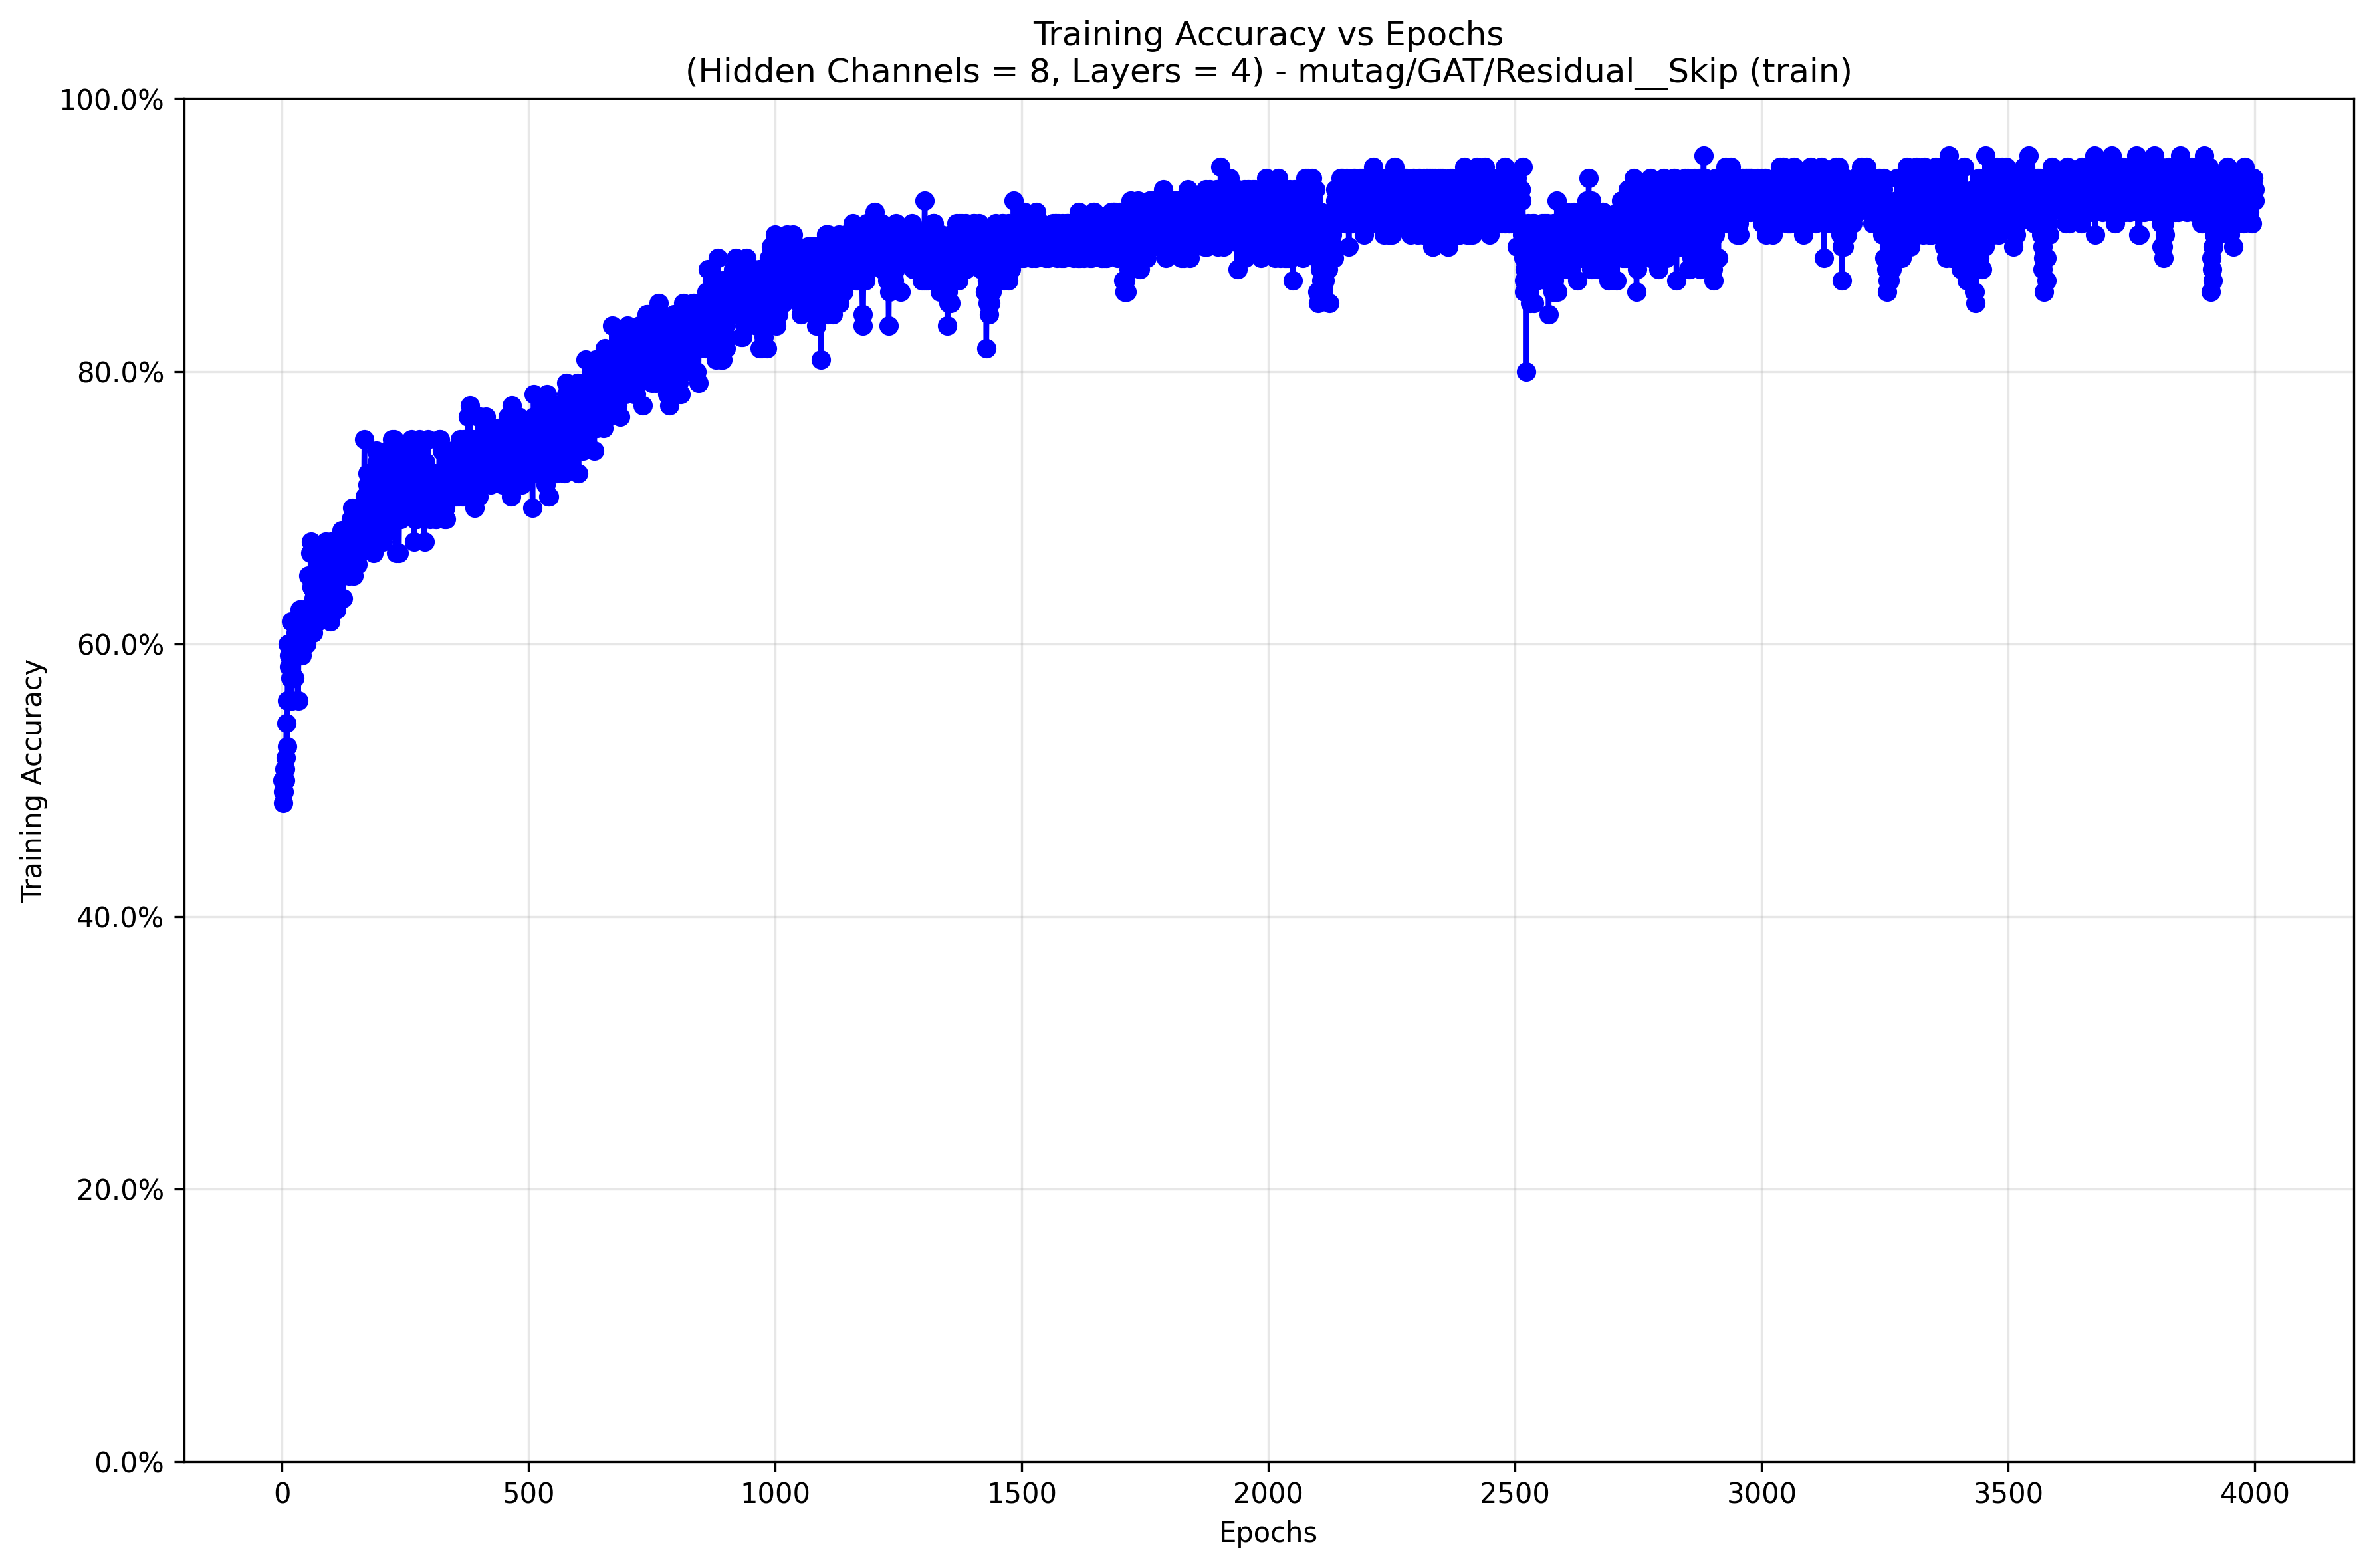 Training Accuracy vs Epochs
(Hidden Channels = 8, Layers = 4) - mutag/GAT/Residual__Skip (train)
100.0%
80.0%
60.0%
40.0%
20.0%
0.0%
Training Accuracy
0 500 1000 1500 2000 2500 3000 3500 4000
Epochs